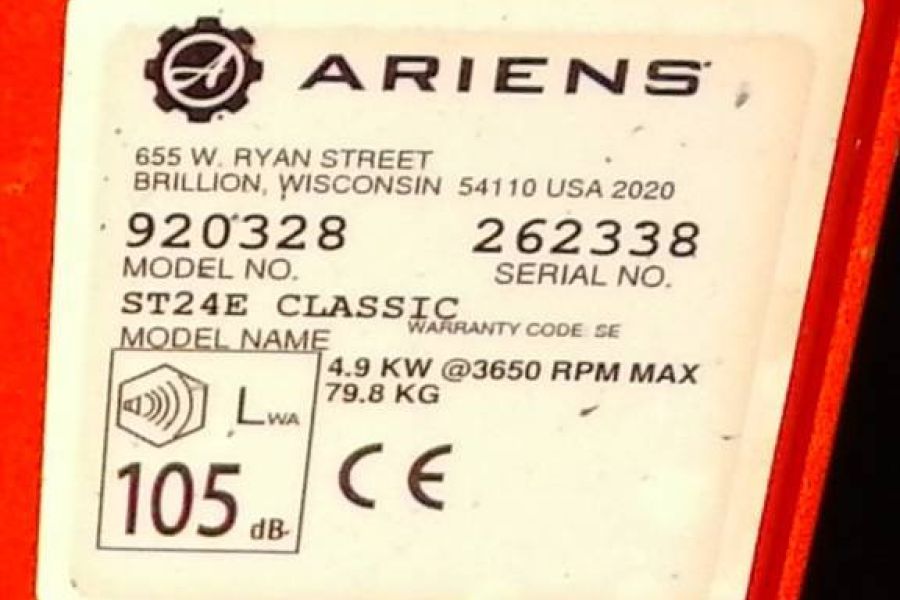 ARIENS
655 W. RYAN STREET
BRILLION, WISCONSIN 54110 USA 2020
920328 262338
MODEL NO. SERIAL NO.
ST24E CLASSIC
MODEL NAME WARRANTY CODE SE
4.9 KW @3650 RPM MAX
79.8 KG
LWA
105 dB
CE